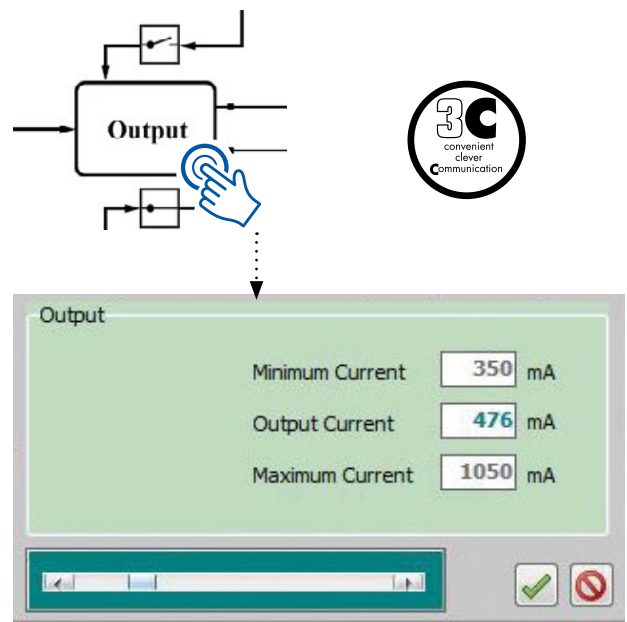 Output
3C
convenient
clever
Communication
Output
Minimum Current 350 mA
Output Current 476 mA
Maximum Current 1050 mA